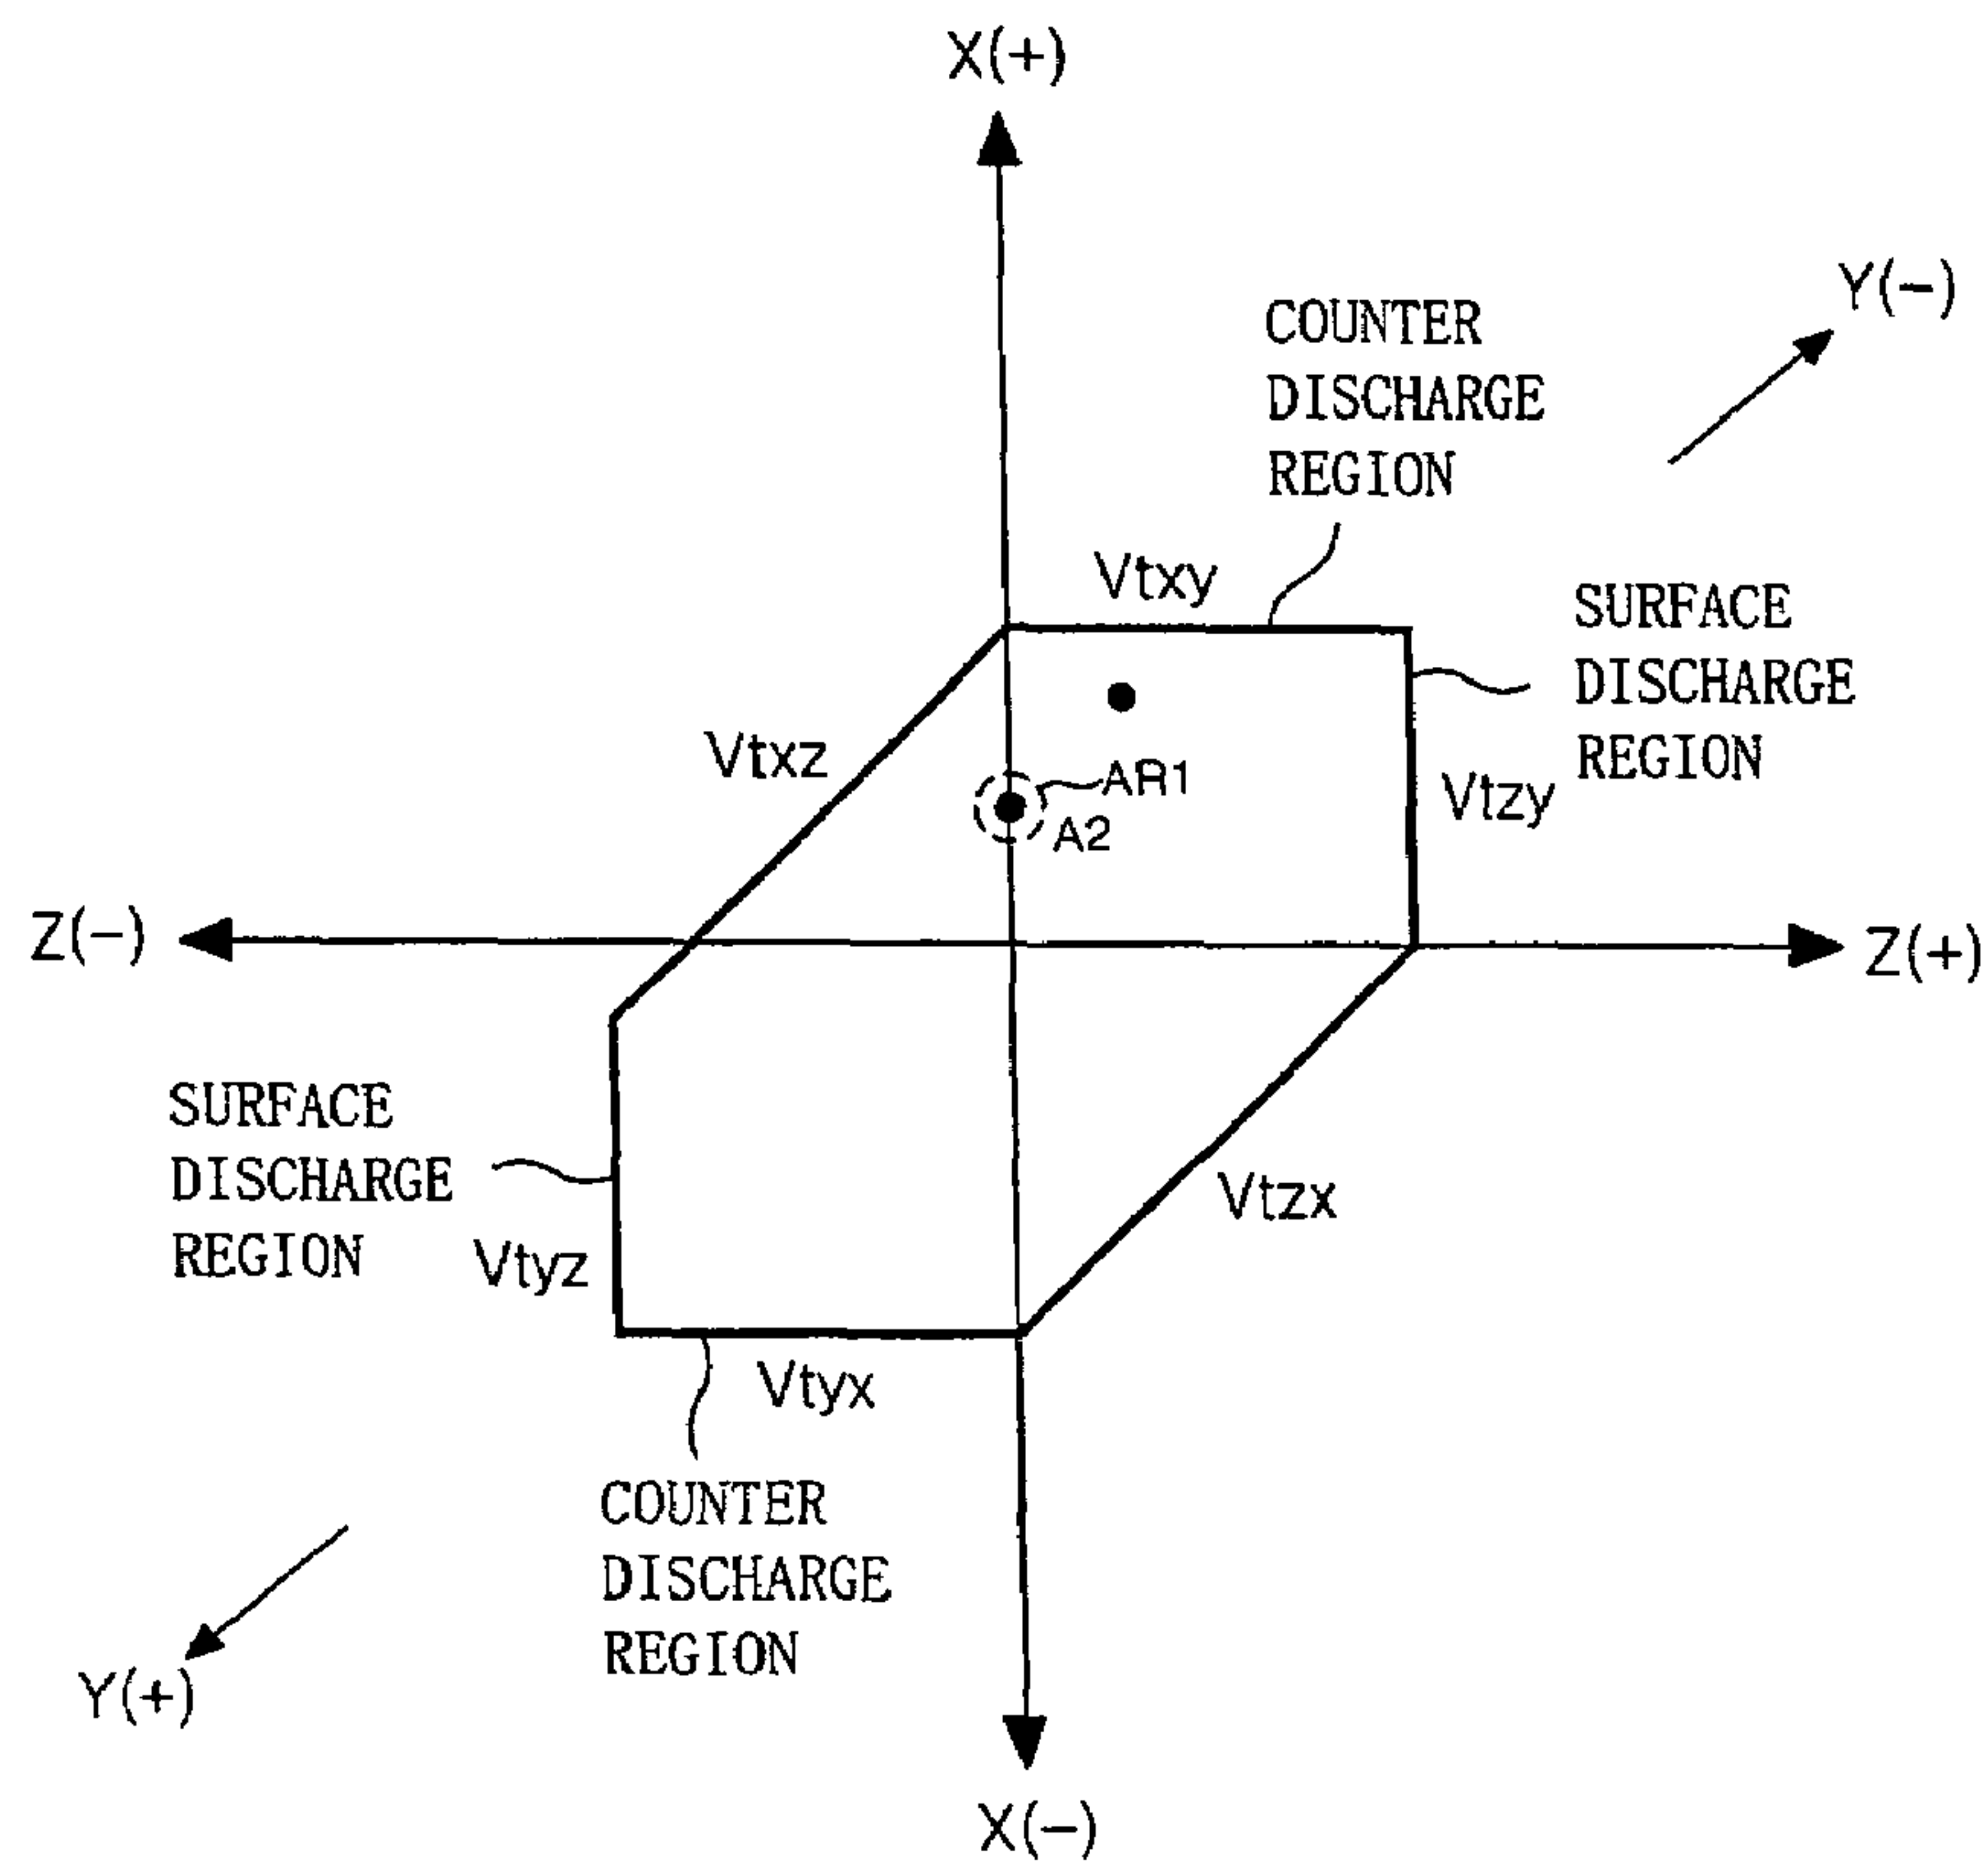 X(+)
Y(-)
COUNTER
DISCHARGE
REGION
Vtxy
SURFACE
DISCHARGE
REGION
Vtxz
AR1
Vtzy
A2
Z(-)
Z(+)
SURFACE
DISCHARGE
REGION
Vtzx
Vtyz
Vtyx
COUNTER
DISCHARGE
REGION
Y(+)
X(-)